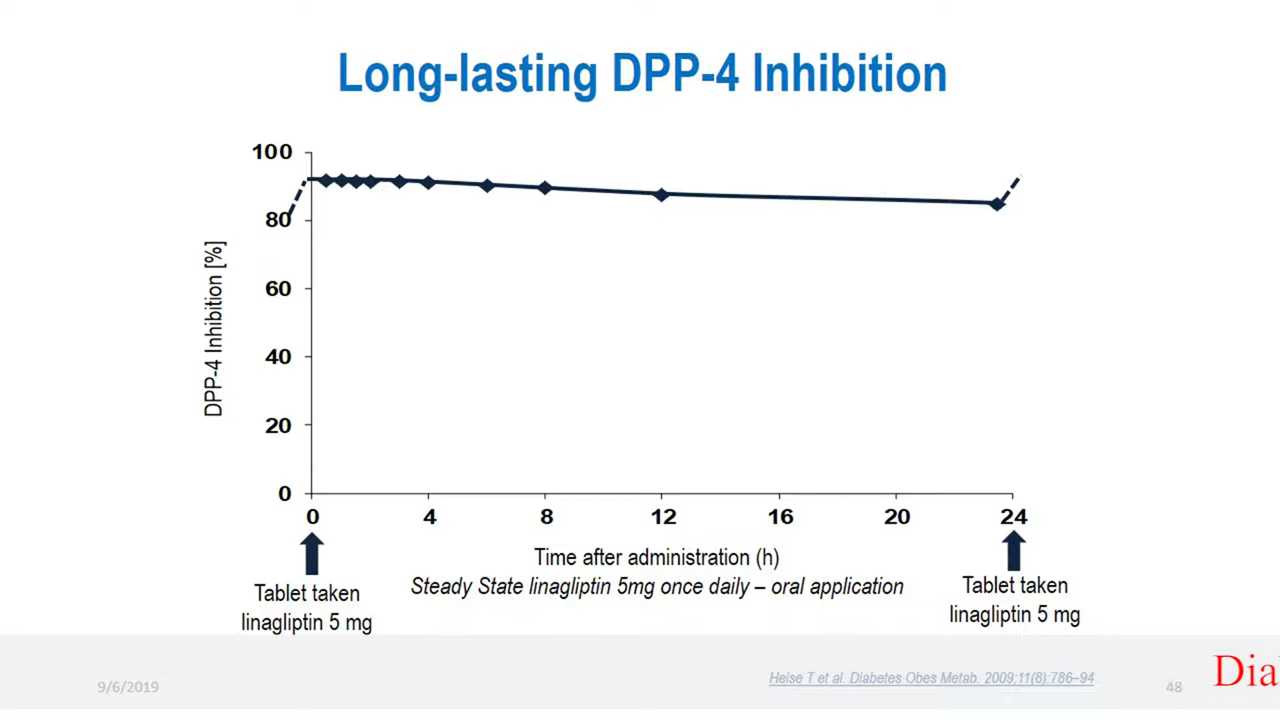 Long-lasting DPP-4 Inhibition
100
80
60
40
20
0
DPP-4 Inhibition [%]
0 4 8 12 16 20 24
Time after administration (h)
Steady State linagliptin 5mg once daily – oral application
Tablet taken
linagliptin 5 mg
Tablet taken
linagliptin 5 mg
9/6/2019
Heise T et al. Diabetes Obes Metab. 2009;11(8):786–94
48
Dia